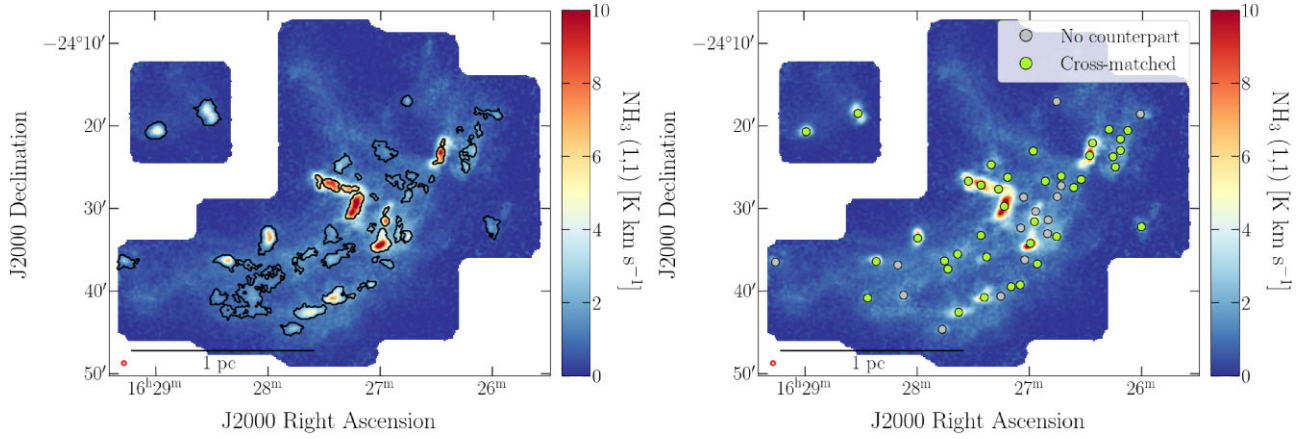 −24°10′
20′
30′
40′
50′
J2000 Declination
16ʰ29ᵐ
28ᵐ
27ᵐ
26ᵐ
J2000 Right Ascension
1 pc
10
8
6
4
2
0
NH₃ (1,1) [K km s⁻¹]
−24°10′
20′
30′
40′
50′
J2000 Declination
16ʰ29ᵐ
28ᵐ
27ᵐ
26ᵐ
J2000 Right Ascension
1 pc
No counterpart
Cross-matched
10
8
6
4
2
0
NH₃ (1,1) [K km s⁻¹]